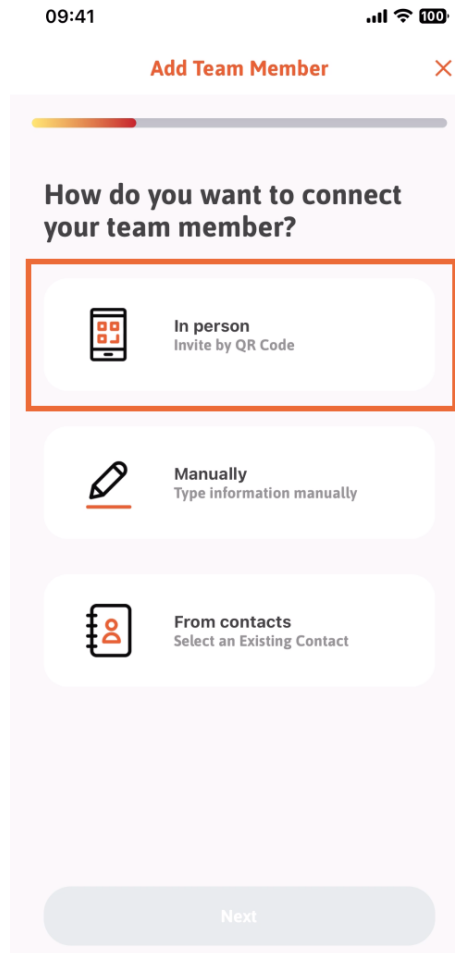 09:41
100
Add Team Member
How do you want to connect
your team member?
In person
Invite by QR Code
Manually
Type information manually
From contacts
Select an Existing Contact
Next